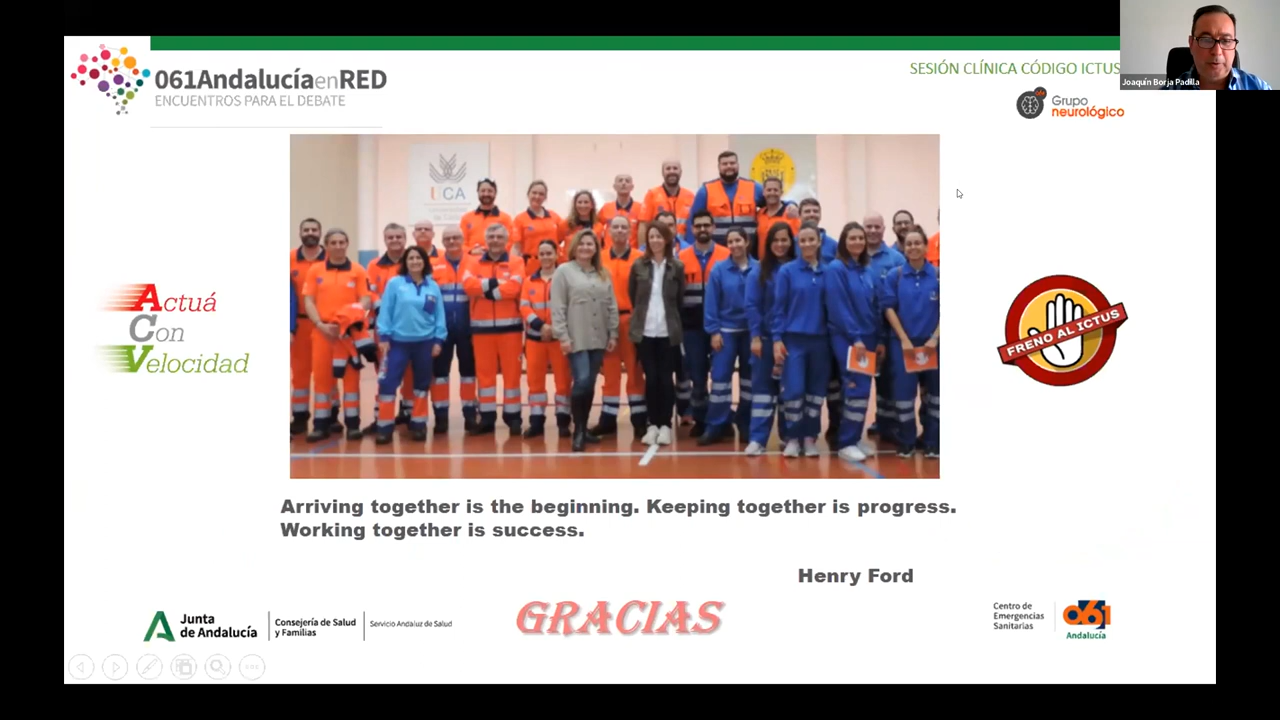 061AndalucíaenRED
ENCUENTROS PARA EL DEBATE
SESIÓN CLÍNICA CÓDIGO ICTUS
Joaquín Borja Padilla
Grupo
neurológico
UCA
Actuá
Con
Velocidad
FRENO AL ICTUS
Arriving together is the beginning. Keeping together is progress.
Working together is success.
Henry Ford
GRACIAS
Junta
de Andalucía
Consejería de Salud
y Familias
Servicio Andaluz de Salud
Centro de
Emergencias
Sanitarias
061
Andalucía